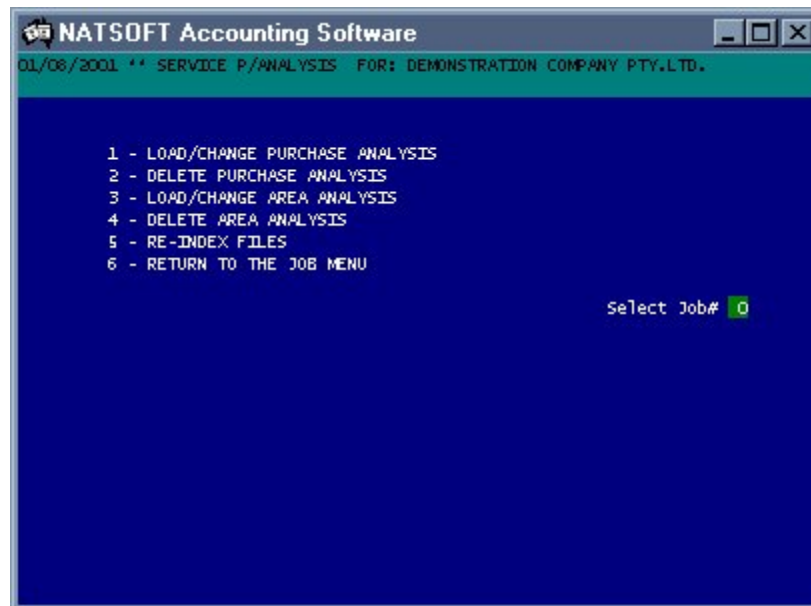 NATSOFT Accounting Software
01/08/2001 '' SERVICE P/ANALYSIS FOR: DEMONSTRATION COMPANY PTY.LTD.
1 - LOAD/CHANGE PURCHASE ANALYSIS
2 - DELETE PURCHASE ANALYSIS
3 - LOAD/CHANGE AREA ANALYSIS
4 - DELETE AREA ANALYSIS
5 - RE-INDEX FILES
6 - RETURN TO THE JOB MENU
Select Job# 0